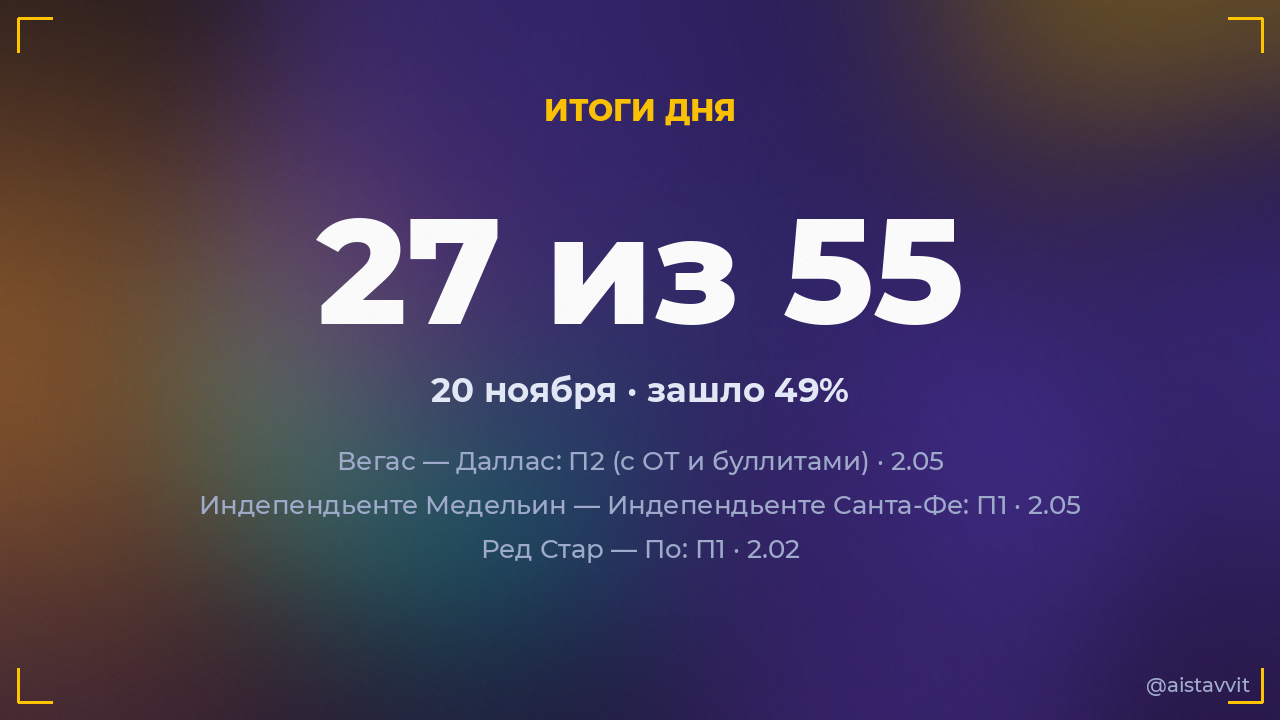 ИТОГИ ДНЯ
27 из 55
20 ноября · зашло 49%
Вегас — Даллас: П2 (с ОТ и буллитами) · 2.05
Индепендьенте Медельин — Индепендьенте Санта-Фе: П1 · 2.05
Ред Стар — По: П1 · 2.02
@aistavvit